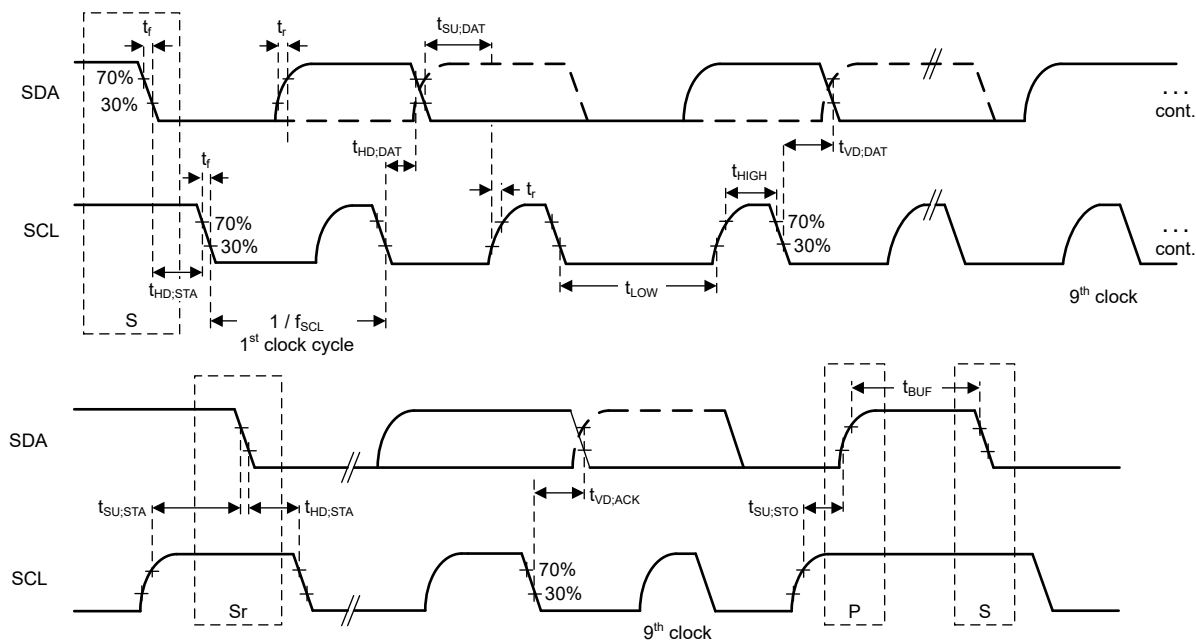 tf tr tSU;DAT
70%
SDA
30%
. . .
cont.
tHD;DAT tVD;DAT
tf tr tHIGH
70% 70%
SCL
30% 30%
. . .
cont.
tHD;STA tLOW
9th clock
S 1 / fSCL
1st clock cycle
tBUF
SDA
tSU;STA tHD;STA tVD;ACK tSU;STO
70%
SCL
30%
Sr P S
9th clock